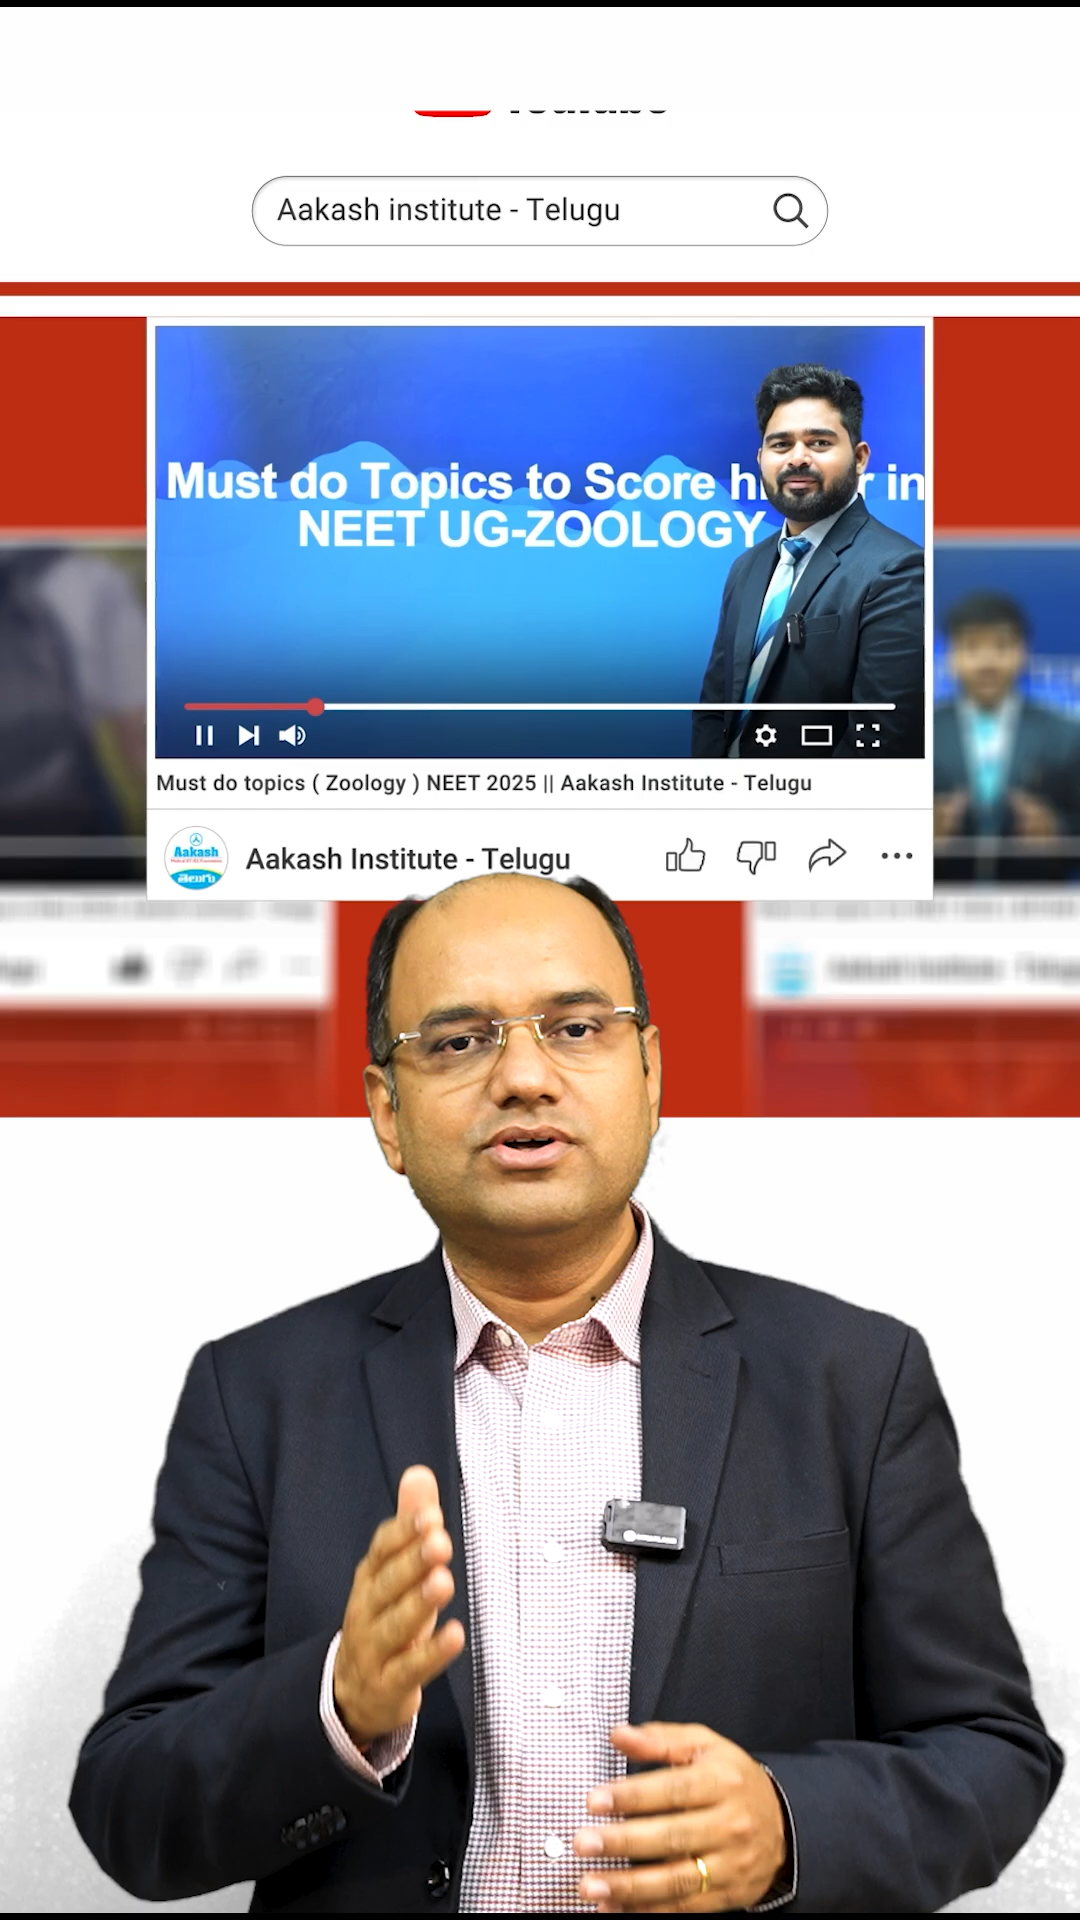 Aakash institute - Telugu
Must do Topics to Score in
NEET UG-ZOOLOGY
Must do topics ( Zoology ) NEET 2025 || Aakash Institute - Telugu
Aakash
తెలుగు
Aakash Institute - Telugu